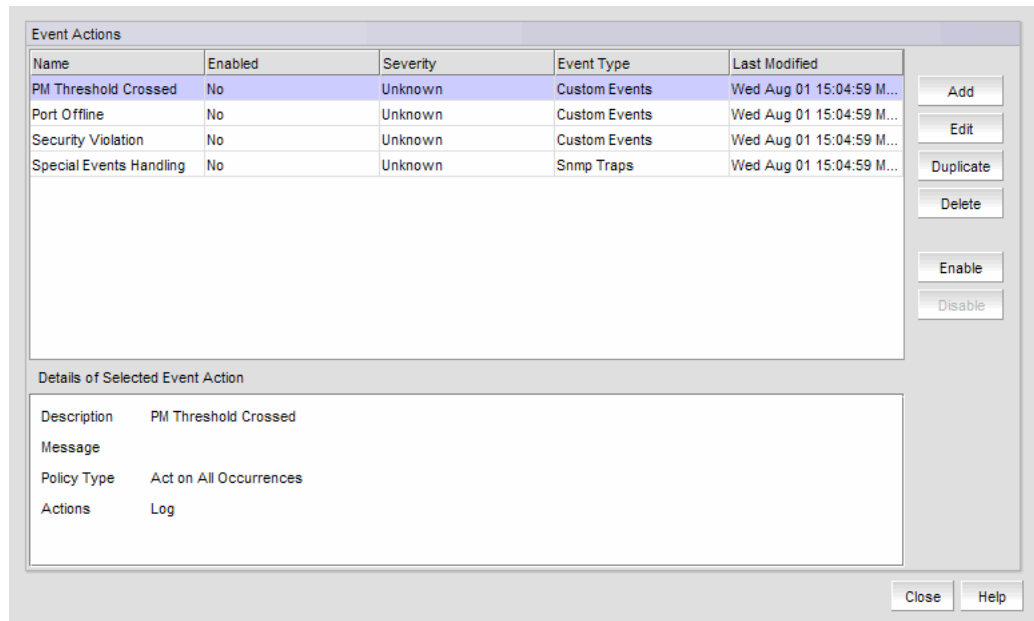 Event Actions
Name Enabled Severity Event Type Last Modified
PM Threshold Crossed No Unknown Custom Events Wed Aug 01 15:04:59 M...
Add
Port Offline No Unknown Custom Events Wed Aug 01 15:04:59 M...
Edit
Security Violation No Unknown Custom Events Wed Aug 01 15:04:59 M...
Special Events Handling No Unknown Snmp Traps Wed Aug 01 15:04:59 M...
Duplicate
Delete
Enable
Disable
Details of Selected Event Action
Description PM Threshold Crossed
Message
Policy Type Act on All Occurrences
Actions Log
Close Help